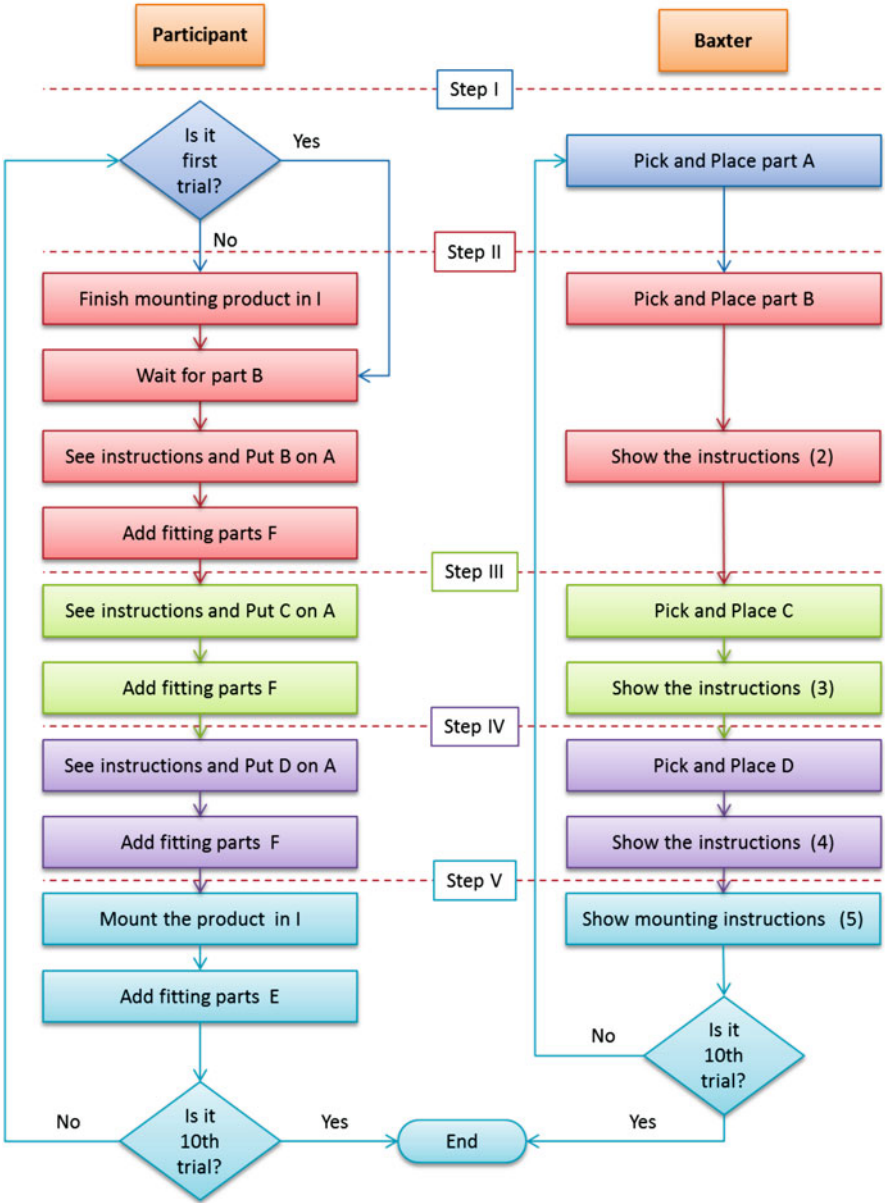 Participant
Baxter
Step I
Is it
first
trial?
Yes
No
Pick and Place part A
Step II
Finish mounting product in I
Pick and Place part B
Wait for part B
See instructions and Put B on A
Show the instructions (2)
Add fitting parts F
Step III
See instructions and Put C on A
Pick and Place C
Add fitting parts F
Show the instructions (3)
Step IV
See instructions and Put D on A
Pick and Place D
Add fitting parts F
Show the instructions (4)
Step V
Mount the product in I
Show mounting instructions (5)
Add fitting parts E
No
Is it
10th
trial?
Yes
No
Is it
10th
trial?
Yes
End